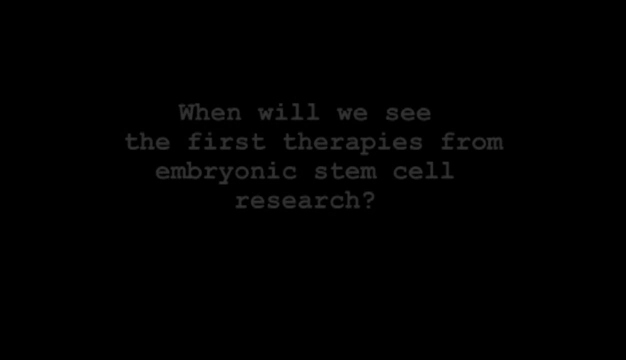 When will we see
the first therapies from
embryonic stem cell
research?